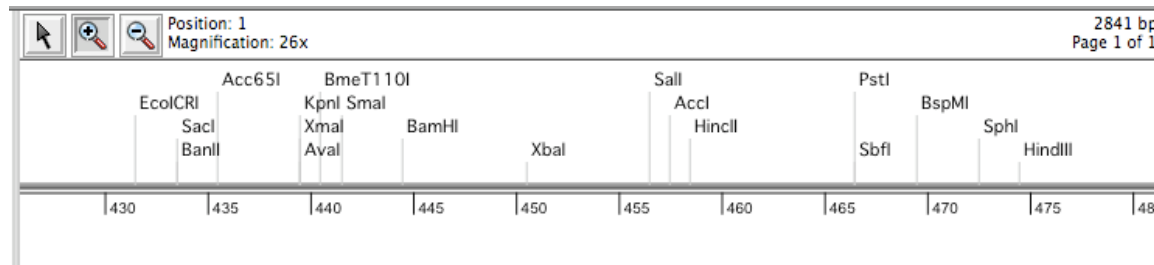 Position: 1
2841 bp
Magnification: 26x
Page 1 of 1
Acc65I BmeT110I SalI PstI
EcoICRI KpnI SmaI AccI BspMI
SacI XmaI BamHI HincII SphI
BanII AvaI XbaI SbfI HindIII
430 435 440 445 450 455 460 465 470 475 48